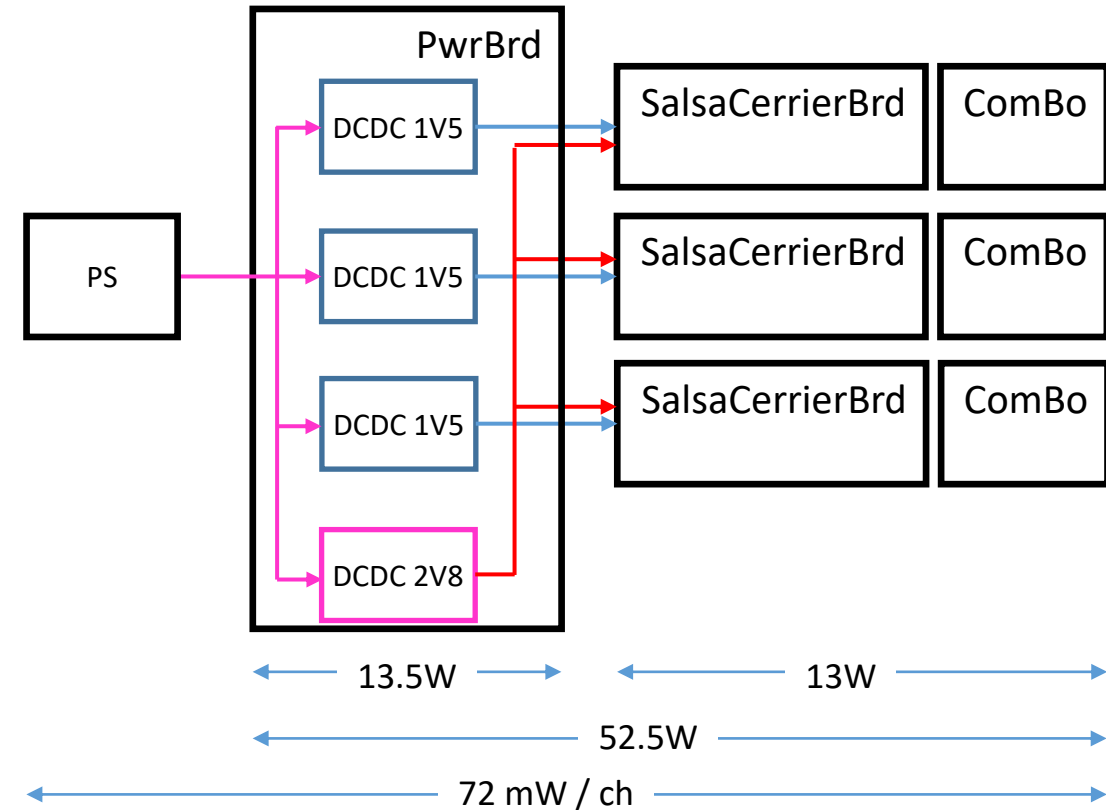 PwrBrd
DCDC 1V5
SalsaCerrierBrd
ComBo
PS
DCDC 1V5
SalsaCerrierBrd
ComBo
DCDC 1V5
SalsaCerrierBrd
ComBo
DCDC 2V8
13.5W
13W
52.5W
72 mW / ch